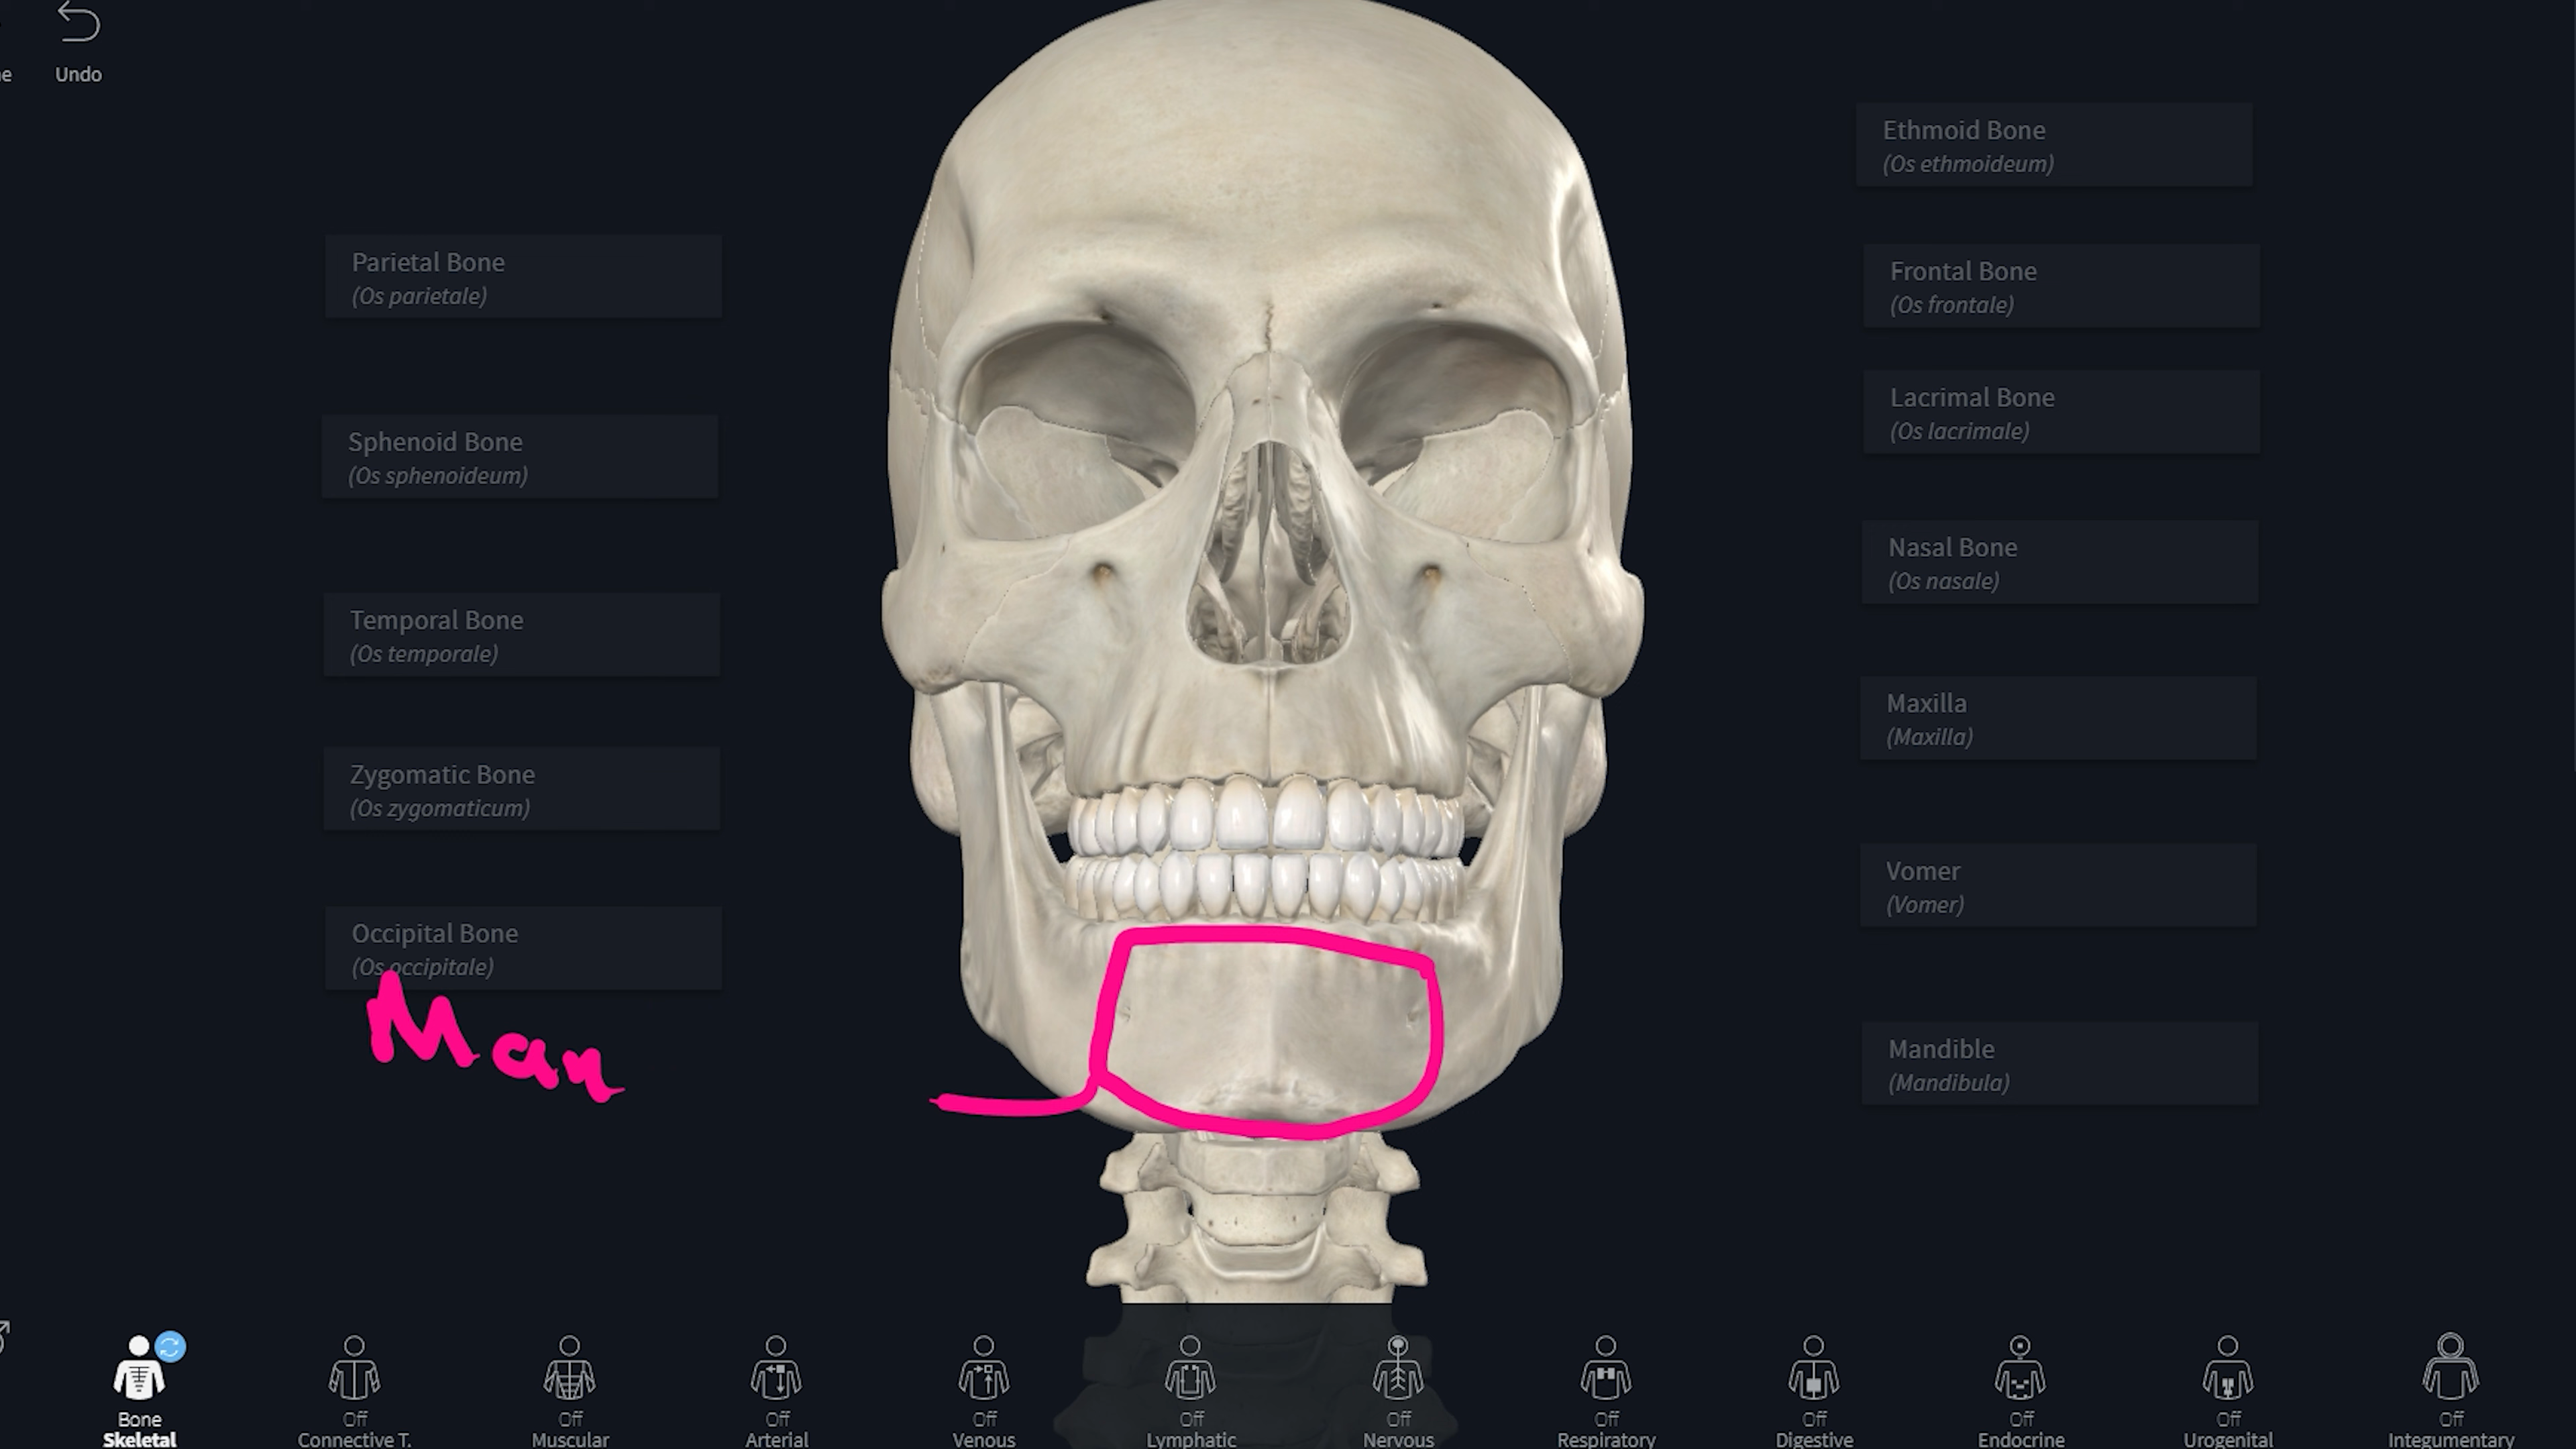 Undo
Parietal Bone
(Os parietale)
Sphenoid Bone
(Os sphenoideum)
Temporal Bone
(Os temporale)
Zygomatic Bone
(Os zygomaticum)
Occipital Bone
(Os occipitale)
Man
Ethmoid Bone
(Os ethmoideum)
Frontal Bone
(Os frontale)
Lacrimal Bone
(Os lacrimale)
Nasal Bone
(Os nasale)
Maxilla
(Maxilla)
Vomer
(Vomer)
Mandible
(Mandibula)
Bone
Skeletal
Off
Connective T.
Off
Muscular
Off
Arterial
Off
Venous
Off
Lymphatic
Off
Nervous
Off
Respiratory
Off
Digestive
Off
Endocrine
Off
Urogenital
Off
Integumentary